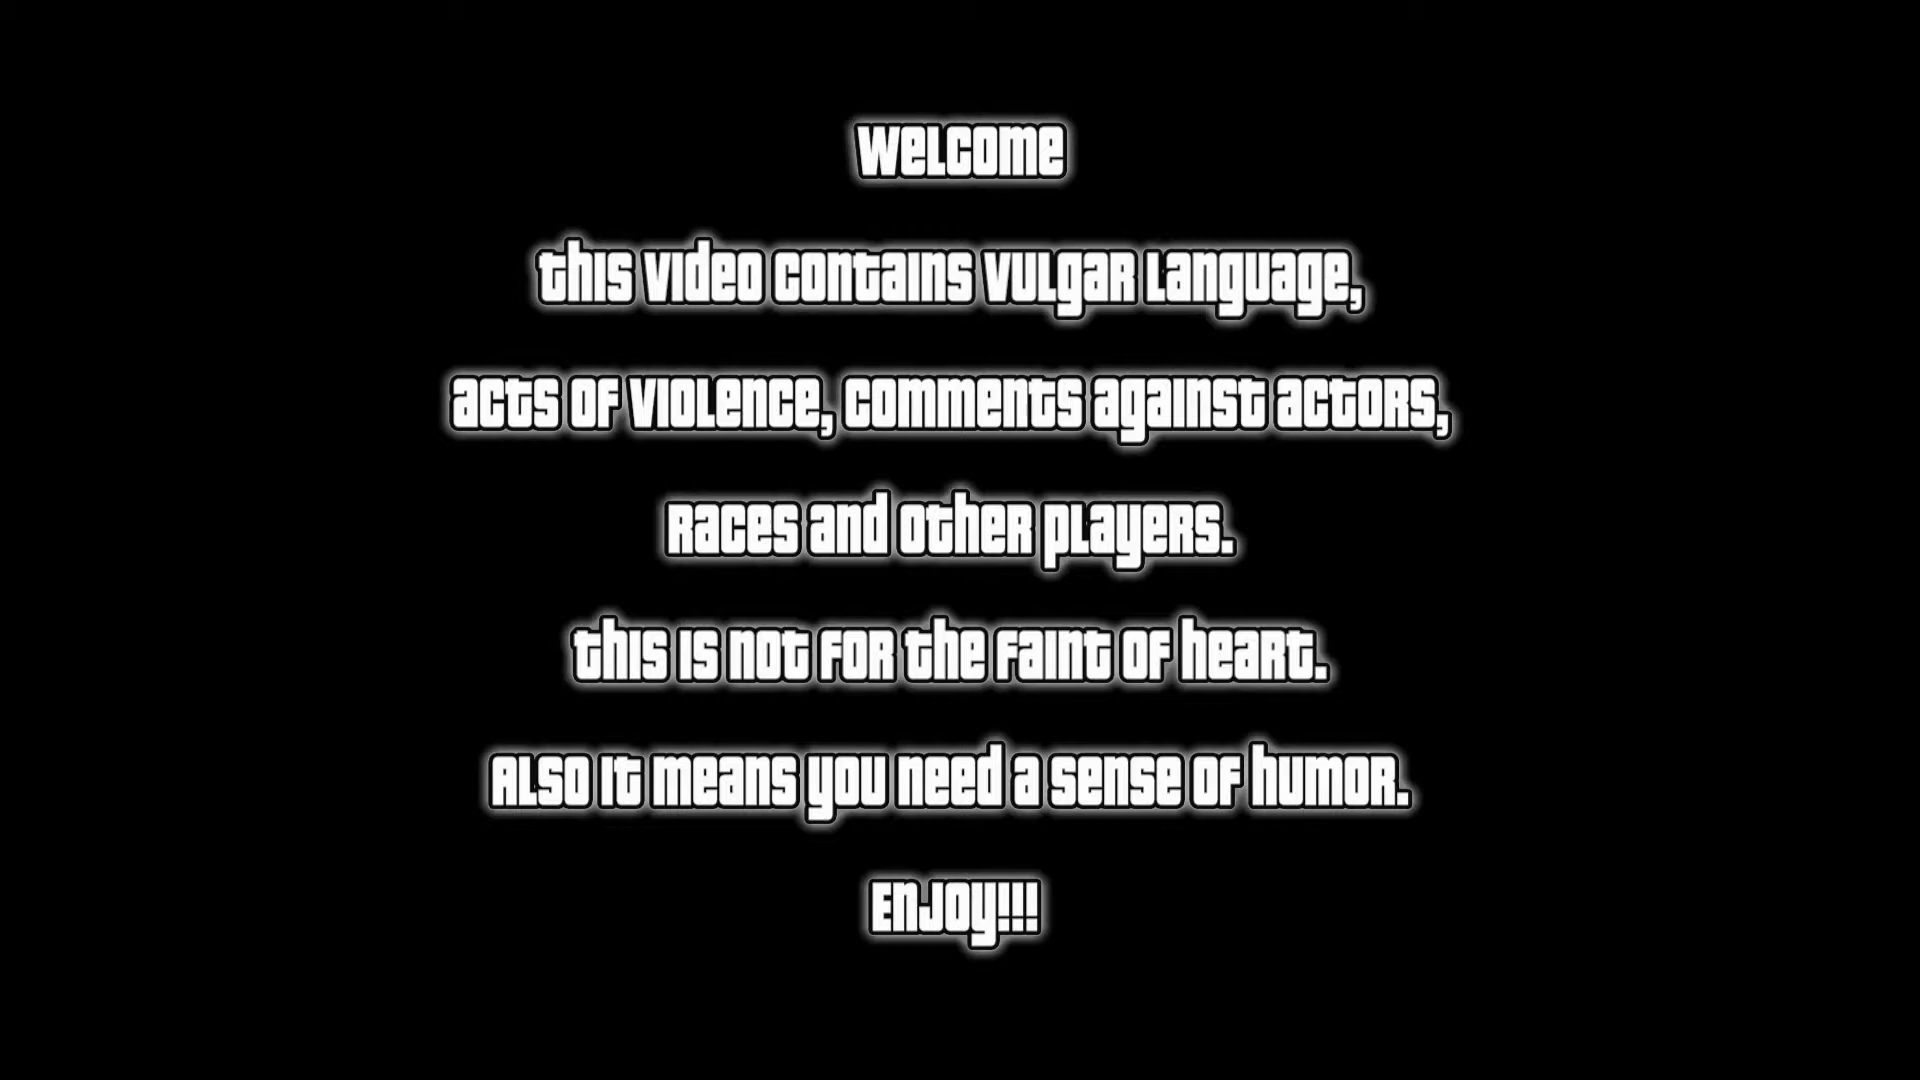 Welcome
this video contains vulgar language,
acts of violence, comments against actors,
races and other players.
this is not for the faint of heart.
Also it means you need a sense of humor.
Enjoy!!!